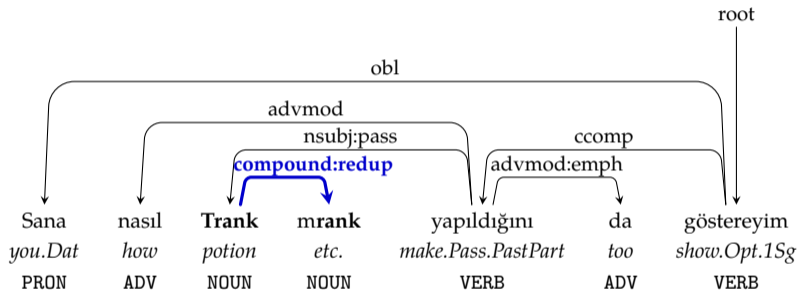 root
obl
advmod
nsubj:pass ccomp
compound:redup advmod:emph
Sana nasıl Trank mrank yapıldığını da göstereyim
you.Dat how potion etc. make.Pass.PastPart too show.Opt.1Sg
PRON ADV NOUN NOUN VERB ADV VERB